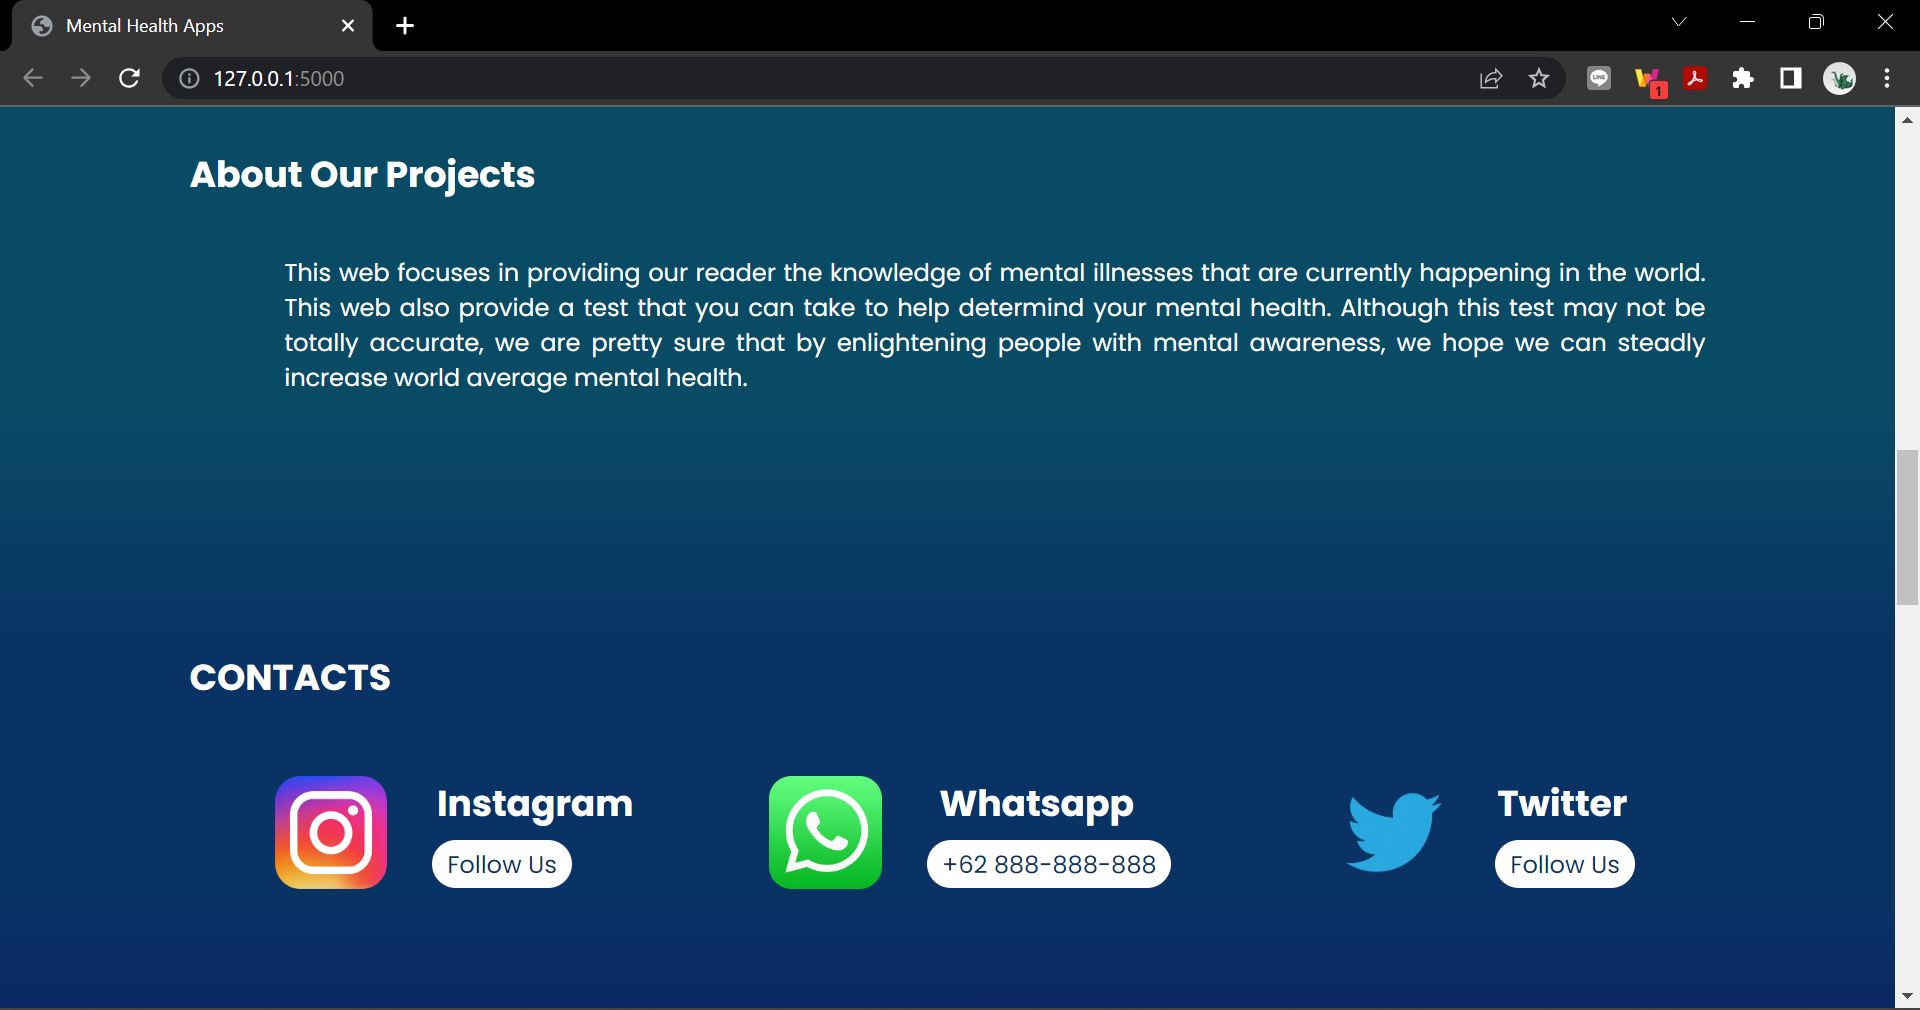 Mental Health Apps
127.0.0.1:5000
LINE
1
About Our Projects
This web focuses in providing our reader the knowledge of mental illnesses that are currently happening in the world.
This web also provide a test that you can take to help determind your mental health. Although this test may not be
totally accurate, we are pretty sure that by enlightening people with mental awareness, we hope we can steadly
increase world average mental health.
CONTACTS
Instagram
Follow Us
Whatsapp
+62 888-888-888
Twitter
Follow Us